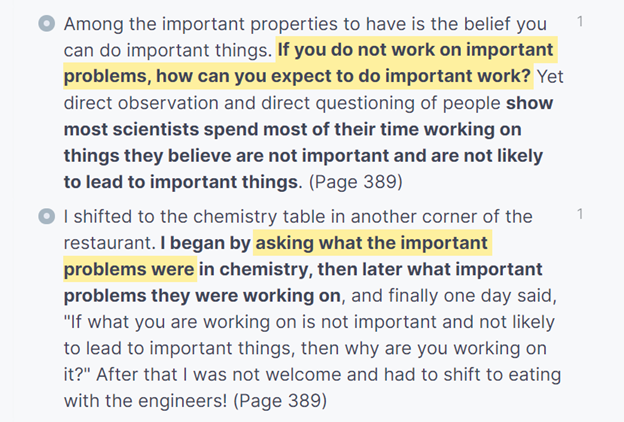 Among the important properties to have is the belief you
can do important things. If you do not work on important
problems, how can you expect to do important work? Yet
direct observation and direct questioning of people show
most scientists spend most of their time working on
things they believe are not important and are not likely
to lead to important things. (Page 389)
1
I shifted to the chemistry table in another corner of the
restaurant. I began by asking what the important
problems were in chemistry, then later what important
problems they were working on, and finally one day said,
"If what you are working on is not important and not likely
to lead to important things, then why are you working on
it?" After that I was not welcome and had to shift to eating
with the engineers! (Page 389)
1